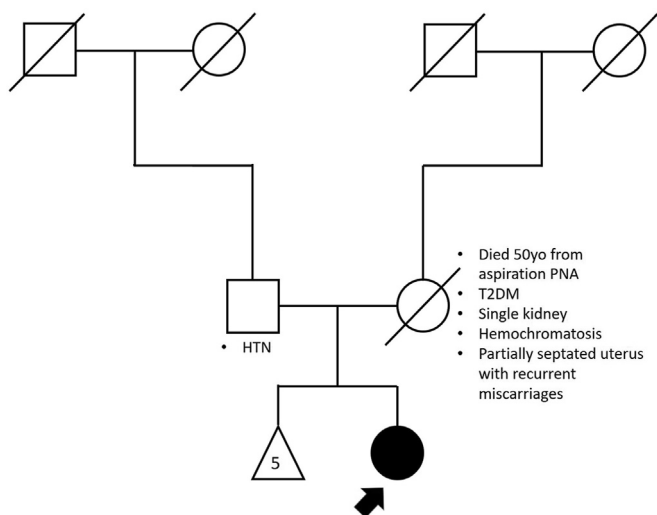 • Died 50yo from
aspiration PNA
• T2DM
• Single kidney
• Hemochromatosis
• Partially septated uterus
with recurrent
miscarriages
• HTN
5